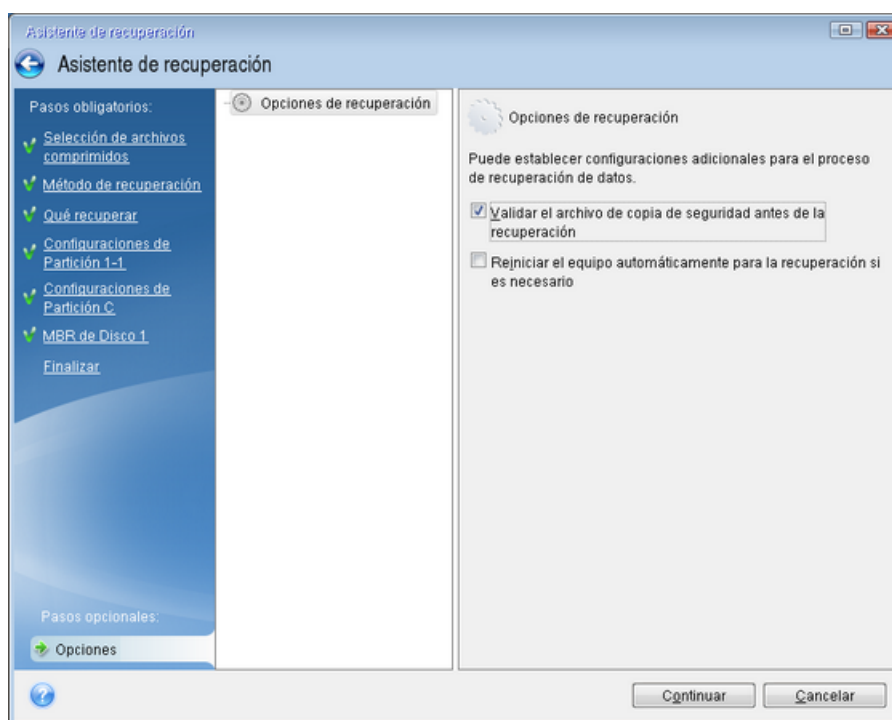 Asistente de recuperación
Asistente de recuperación
Pasos obligatorios:
Selección de archivos
comprimidos
Método de recuperación
Qué recuperar
Configuraciones de
Partición 1-1
Configuraciones de
Partición C
MBR de Disco 1
Finalizar
Pasos opcionales:
Opciones
Opciones de recuperación
Opciones de recuperación
Puede establecer configuraciones adicionales para el proceso
de recuperación de datos.
Validar el archivo de copia de seguridad antes de la
recuperación
Reiniciar el equipo automáticamente para la recuperación si
es necesario
Continuar
Cancelar